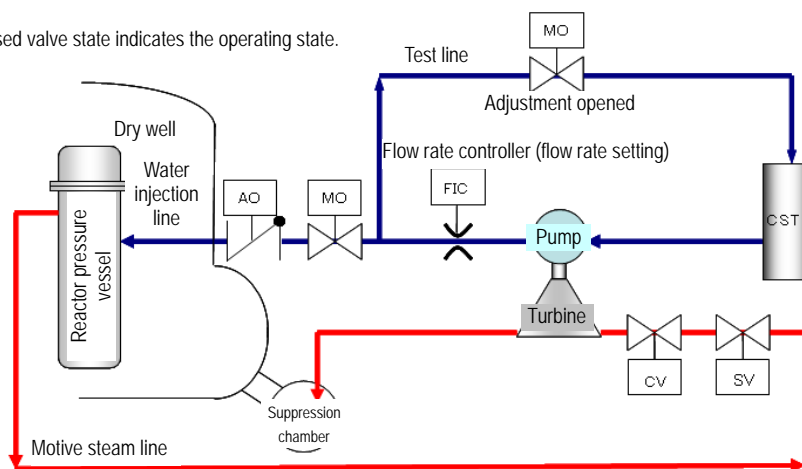 sed valve state indicates the operating state.
MO
Test line
Adjustment opened
Dry well
Flow rate controller (flow rate setting)
Water
injection
line
AO
MO
FIC
CST
Pump
Reactor pressure
vessel
Turbine
CV
SV
Suppression
chamber
Motive steam line